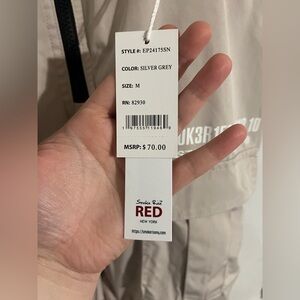 STYLE #: EP24175SN
COLOR: SILVER GREY
SIZE: M
RN: 82930
MSRP: $ 70.00
Smoke Rise
RED
NEW YORK